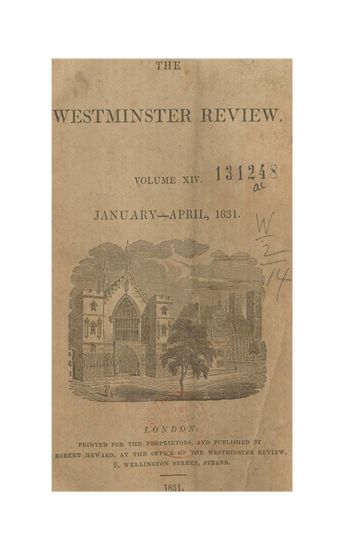 THE
WESTMINSTER REVIEW.
VOLUME XIV.
131248
ae
JANUARY—APRIL, 1831.
W
2
14
LONDON:
PRINTED FOR THE PROPRIETORS, AND PUBLISHED BY
ROBERT HEWARD, AT THE OFFICE OF THE WESTMINSTER REVIEW,
2, WELLINGTON STREET, STRAND.
1831.